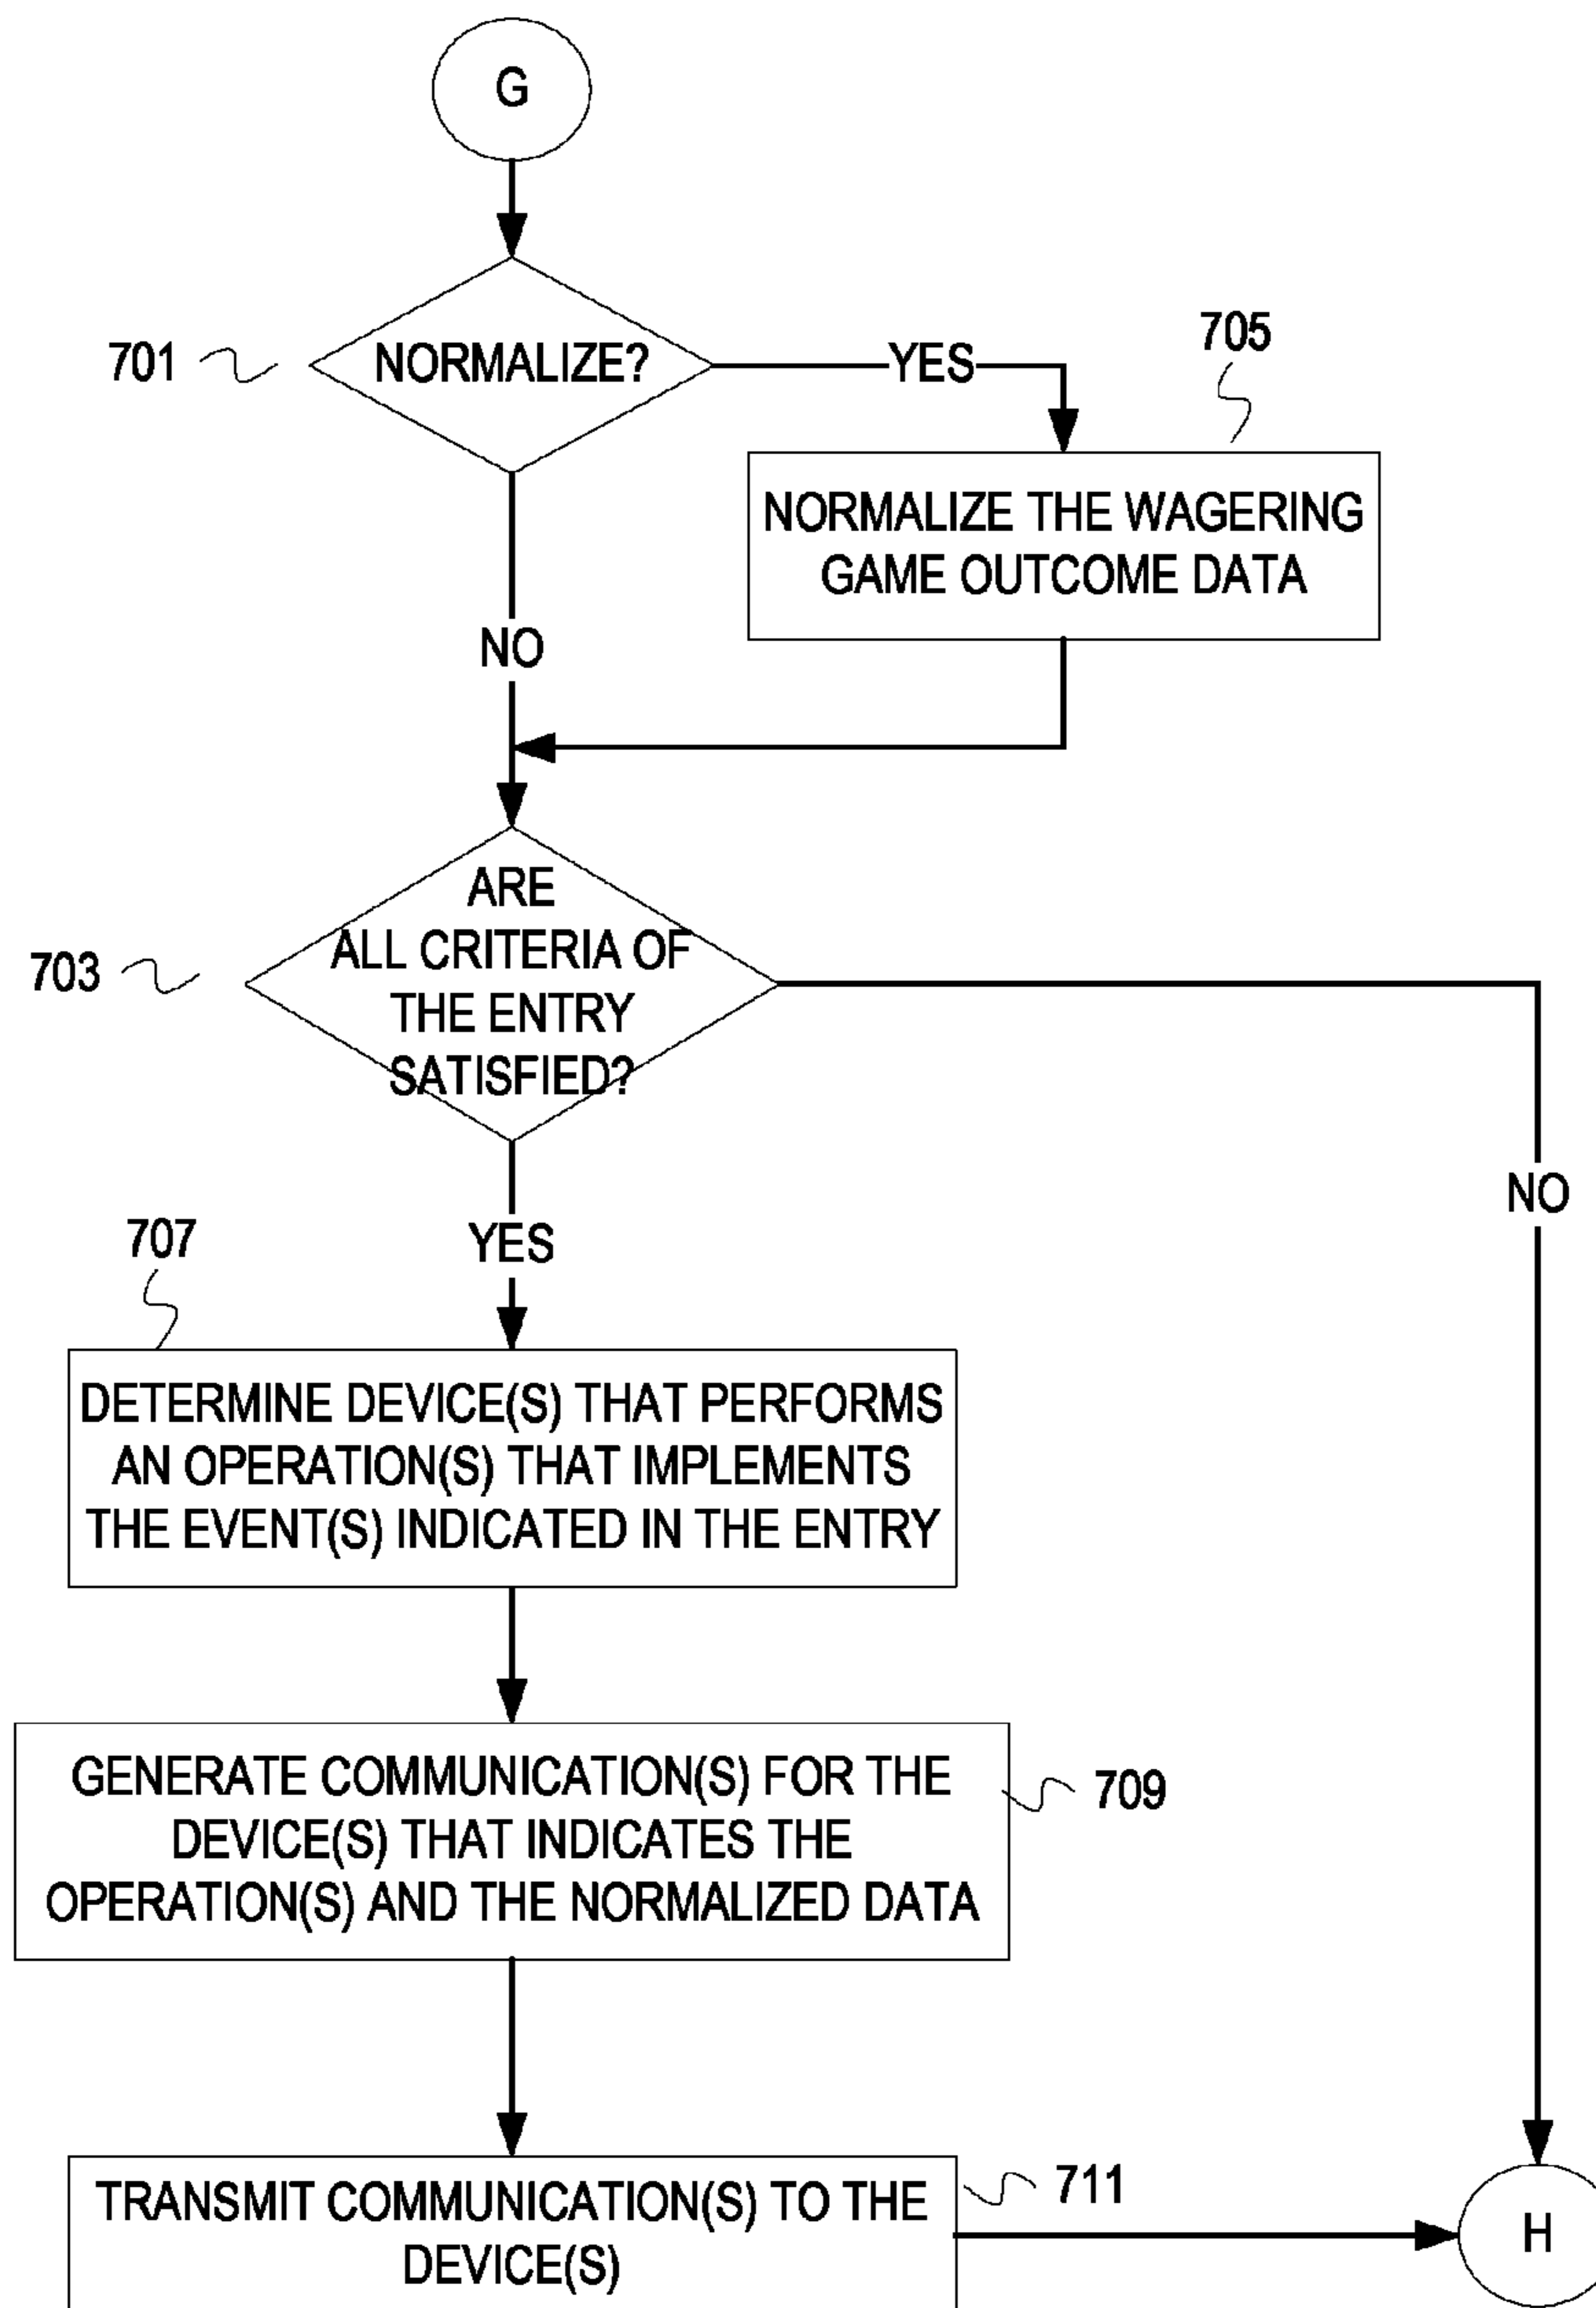 G
701
NORMALIZE?
YES
705
NORMALIZE THE WAGERING
GAME OUTCOME DATA
NO
703
ARE
ALL CRITERIA OF
THE ENTRY
SATISFIED?
NO
707
YES
DETERMINE DEVICE(S) THAT PERFORMS
AN OPERATION(S) THAT IMPLEMENTS
THE EVENT(S) INDICATED IN THE ENTRY
GENERATE COMMUNICATION(S) FOR THE
DEVICE(S) THAT INDICATES THE
OPERATION(S) AND THE NORMALIZED DATA
709
TRANSMIT COMMUNICATION(S) TO THE
DEVICE(S)
711
H